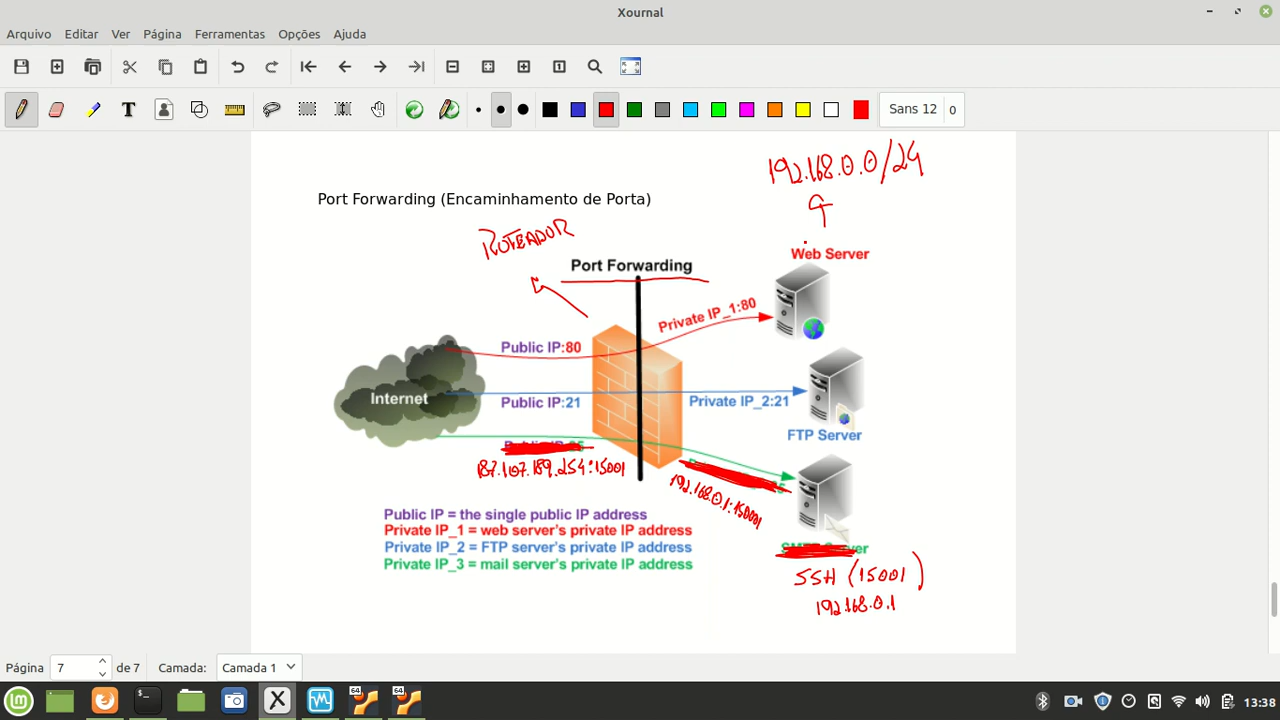 Xournal
Arquivo Editar Ver Página Ferramentas Opções Ajuda
Sans 12 0
192.168.0.0/24
Port Forwarding (Encaminhamento de Porta)
ROTEADOR
Web Server
Port Forwarding
Private IP_1:80
Public IP:80
Internet
Public IP:21
Private IP_2:21
FTP Server
187.107.189.254:15001
192.168.0.1:15001
Public IP = the single public IP address
Private IP_1 = web server's private IP address
Private IP_2 = FTP server's private IP address
Private IP_3 = mail server's private IP address
SSH (15001)
192.168.0.1
Página 7 de 7 Camada: Camada 1
64 64
13:38